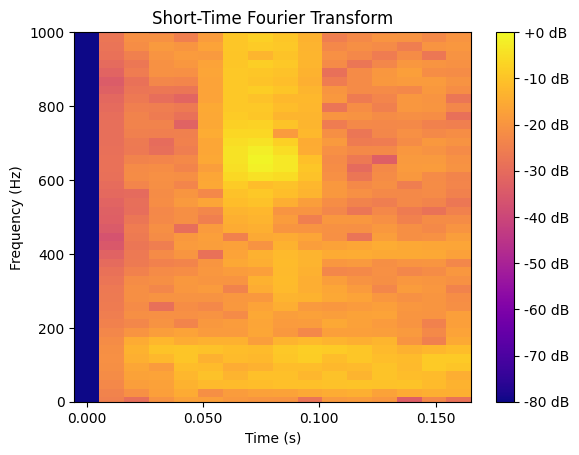 Short-Time Fourier Transform
1000
800
600
400
200
0
Frequency (Hz)
0.000
0.050
0.100
0.150
Time (s)
+0 dB
-10 dB
-20 dB
-30 dB
-40 dB
-50 dB
-60 dB
-70 dB
-80 dB